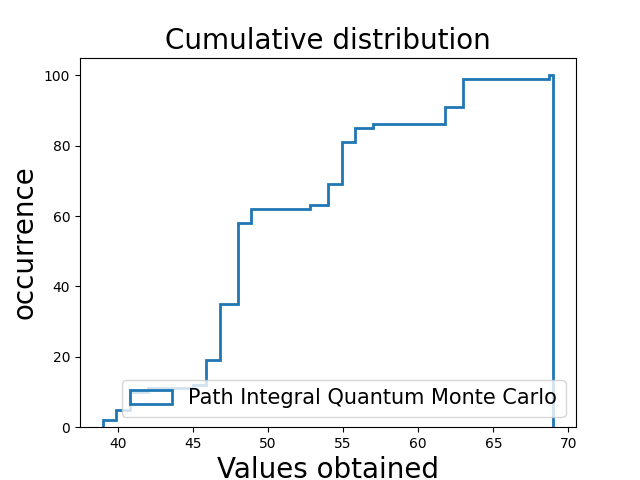 Cumulative distribution
occurrence
100
80
60
40
20
0
Path Integral Quantum Monte Carlo
40 45 50 55 60 65 70
Values obtained